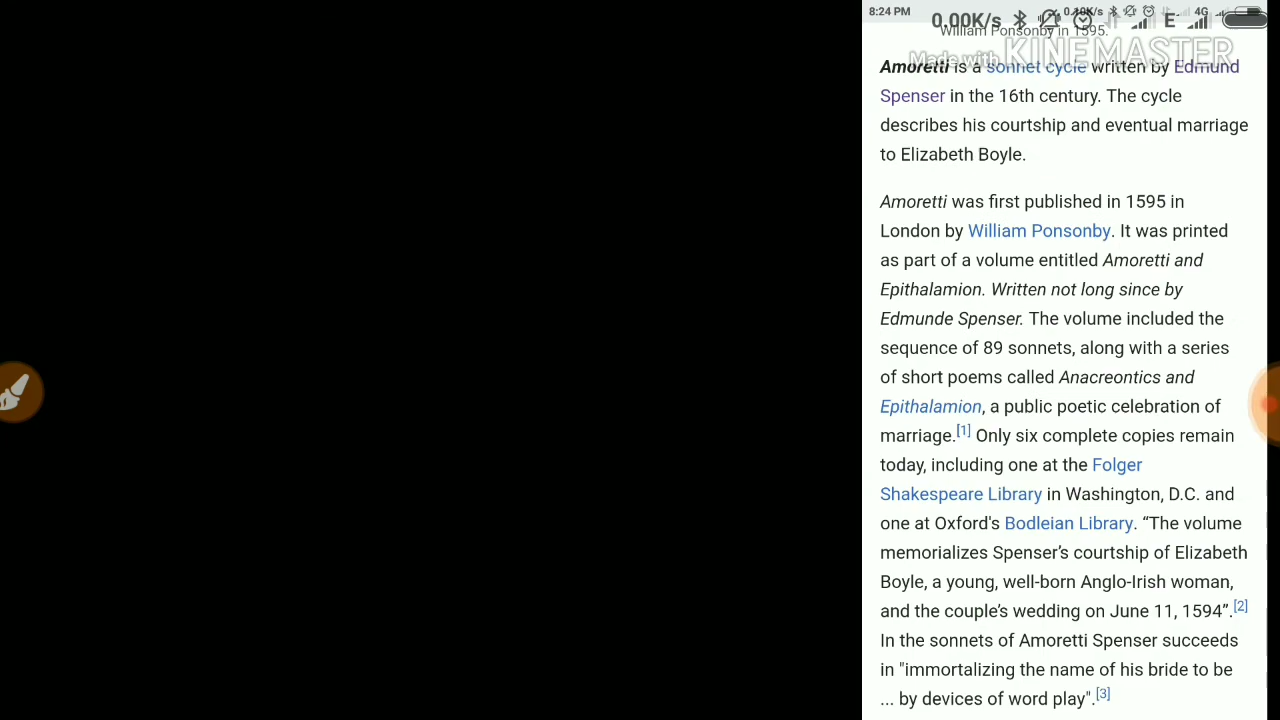 8:24 PM 0.10K/s 4G
0.00K/s E
William Ponsonby in 1595.
Made with KINEMASTER
Amoretti is a sonnet cycle written by Edmund
Spenser in the 16th century. The cycle
describes his courtship and eventual marriage
to Elizabeth Boyle.
Amoretti was first published in 1595 in
London by William Ponsonby. It was printed
as part of a volume entitled Amoretti and
Epithalamion. Written not long since by
Edmunde Spenser. The volume included the
sequence of 89 sonnets, along with a series
of short poems called Anacreontics and
Epithalamion, a public poetic celebration of
marriage.[1] Only six complete copies remain
today, including one at the Folger
Shakespeare Library in Washington, D.C. and
one at Oxford's Bodleian Library. “The volume
memorializes Spenser’s courtship of Elizabeth
Boyle, a young, well-born Anglo-Irish woman,
and the couple’s wedding on June 11, 1594”.[2]
In the sonnets of Amoretti Spenser succeeds
in "immortalizing the name of his bride to be
... by devices of word play".[3]